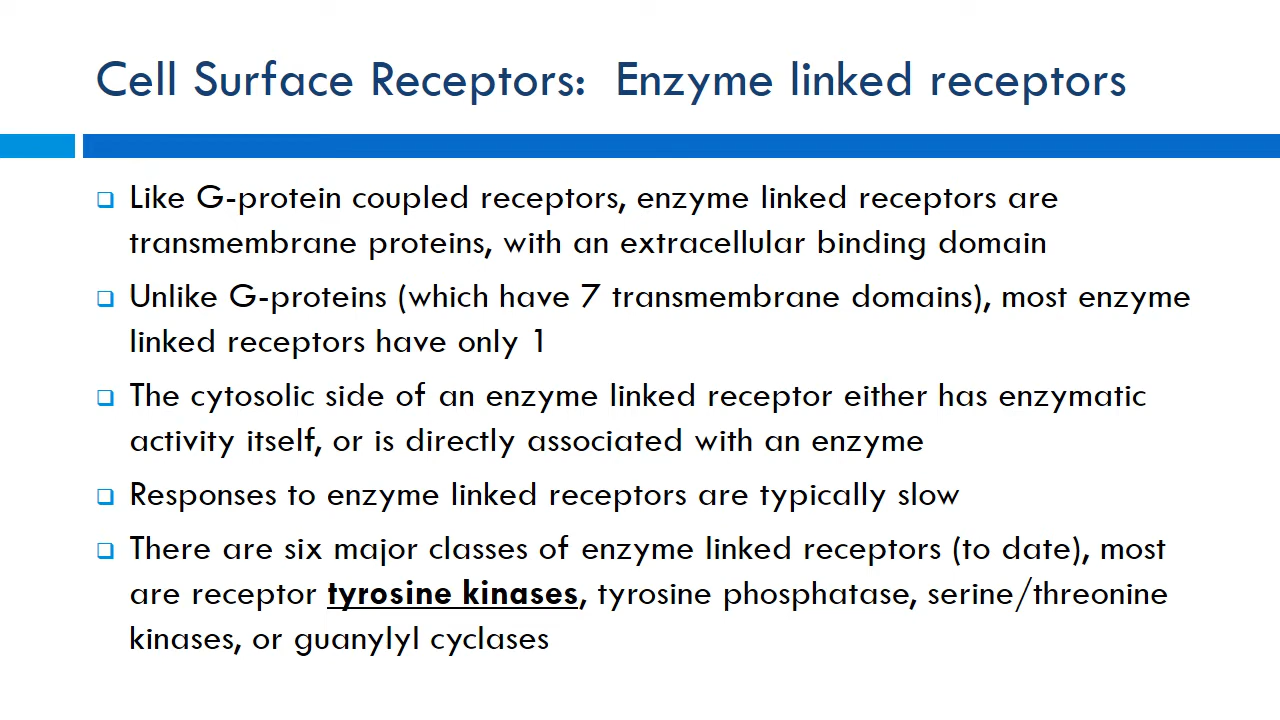 Cell Surface Receptors: Enzyme linked receptors
Like G-protein coupled receptors, enzyme linked receptors are
transmembrane proteins, with an extracellular binding domain
Unlike G-proteins (which have 7 transmembrane domains), most enzyme
linked receptors have only 1
The cytosolic side of an enzyme linked receptor either has enzymatic
activity itself, or is directly associated with an enzyme
Responses to enzyme linked receptors are typically slow
There are six major classes of enzyme linked receptors (to date), most
are receptor tyrosine kinases, tyrosine phosphatase, serine/threonine
kinases, or guanylyl cyclases